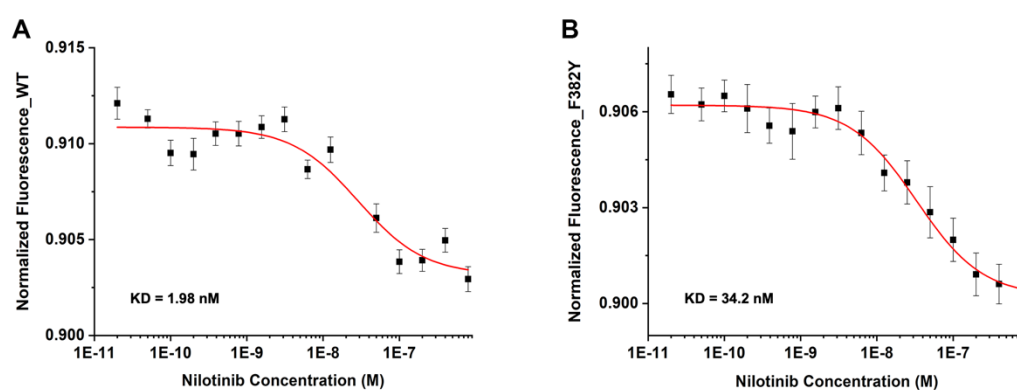 A
Normalized Fluorescence_WT
0.915
0.910
0.905
0.900
KD = 1.98 nM
1E-11 1E-10 1E-9 1E-8 1E-7
Nilotinib Concentration (M)
B
Normalized Fluorescence_F382Y
0.906
0.903
0.900
KD = 34.2 nM
1E-11 1E-10 1E-9 1E-8 1E-7
Nilotinib Concentration (M)